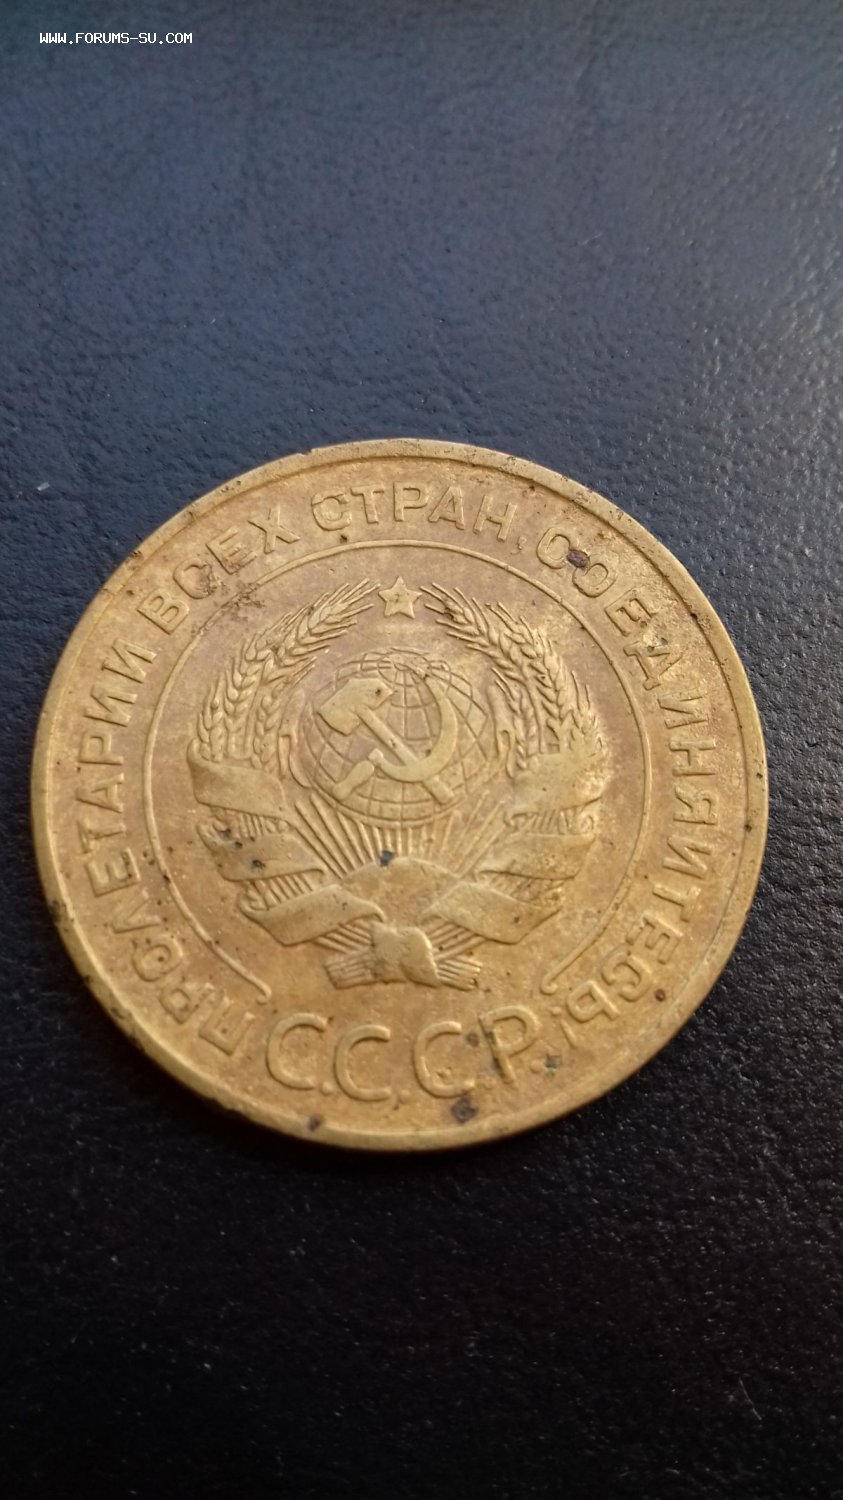 WWW.FORUMS-SU.COM
ПРОЛЕТАРИИ ВСЕХ СТРАН, СОЕДИНЯЙТЕСЬ!
С.С.С.Р.